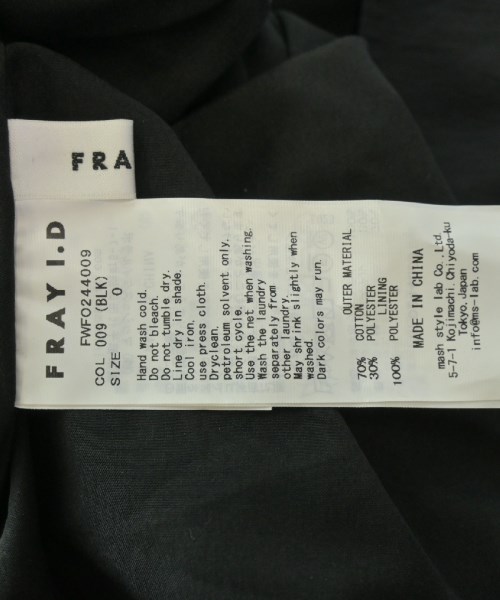 FRA
FRAY I.D
FWFO244009
COL 009 (BLK)
SIZE 0
Hand wash cold.
Do not bleach.
Do not tumble dry.
Line dry in shade.
Cool iron.
use press cloth.
Dryclean.
petroleum solvent only.
short cycle.
Use the net when washing.
Wash the laundry
separately from
other laundry.
May shrink slightly when
washed.
Dark colors may run.
OUTER MATERIAL
70% COTTON
30% POLYESTER
LINING
100% POLYESTER
MADE IN CHINA
mash style lab Co., Ltd.
5-7-1 Kojimachi, Chiyoda-ku
Tokyo, Japan
info@ms-lab.net